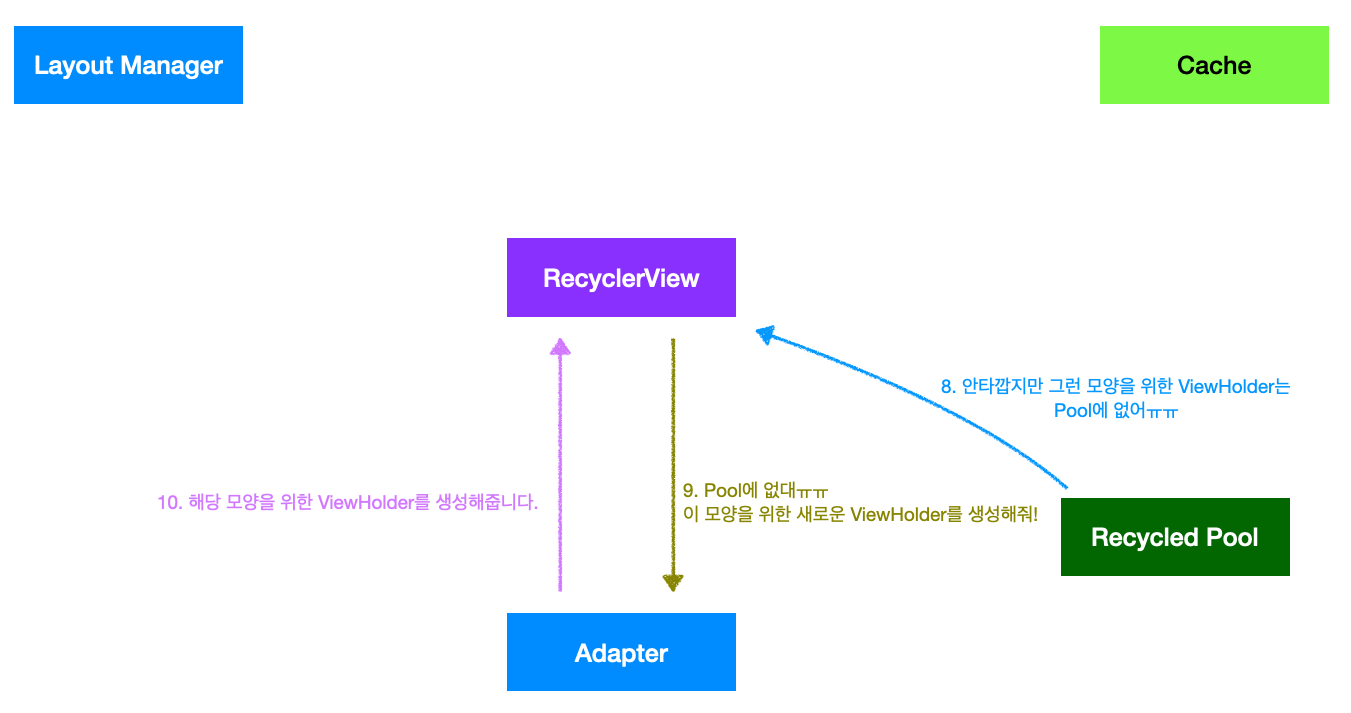 Layout Manager
Cache
RecyclerView
8. 안타깝지만 그런 모양을 위한 ViewHolder는
Pool에 없어ㅠㅠ
10. 해당 모양을 위한 ViewHolder를 생성해줍니다.
9. Pool에 없대ㅠㅠ
이 모양을 위한 새로운 ViewHolder를 생성해줘!
Recycled Pool
Adapter